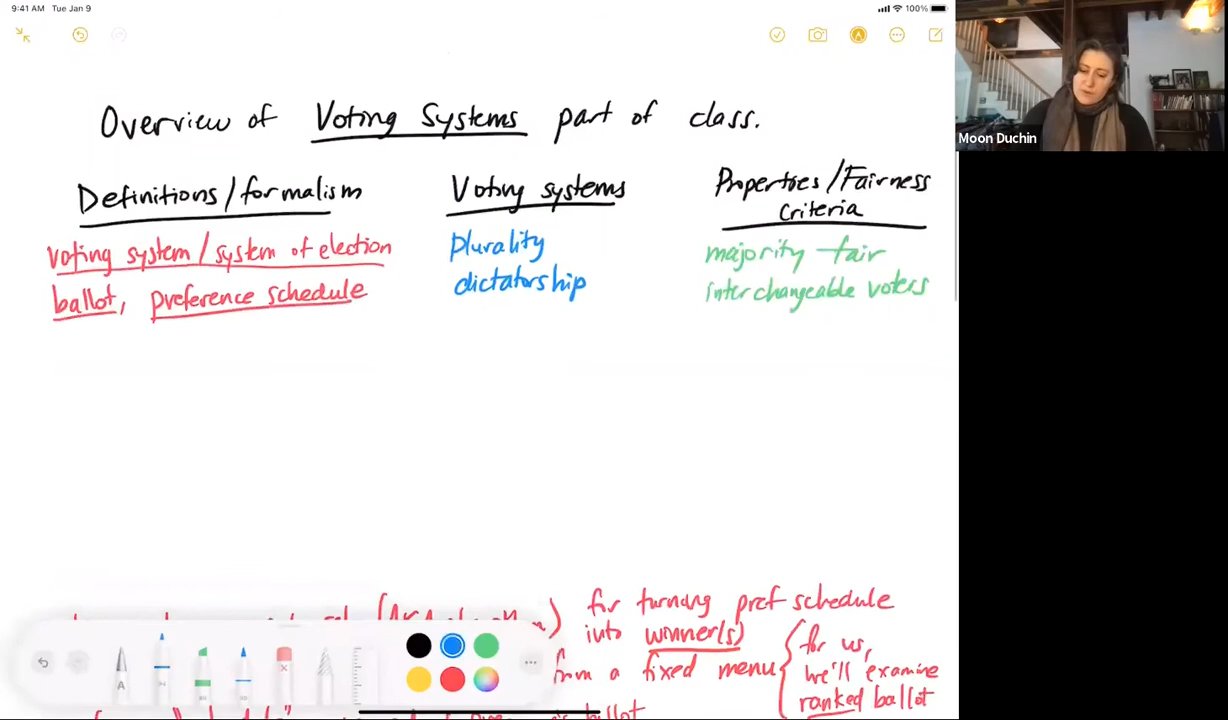 9:41 AM Tue Jan 9
100%
Overview of Voting Systems part of class.
Definitions/formalism
voting system/system of election
ballot, preference schedule
Voting systems
plurality
dictatorship
Properties/Fairness
Criteria
majority fair
interchangeable voters
for turning pref schedule
into winner(s)
from a fixed menu
for us,
we'll examine
ranked ballot
ballot
A
Moon Duchin